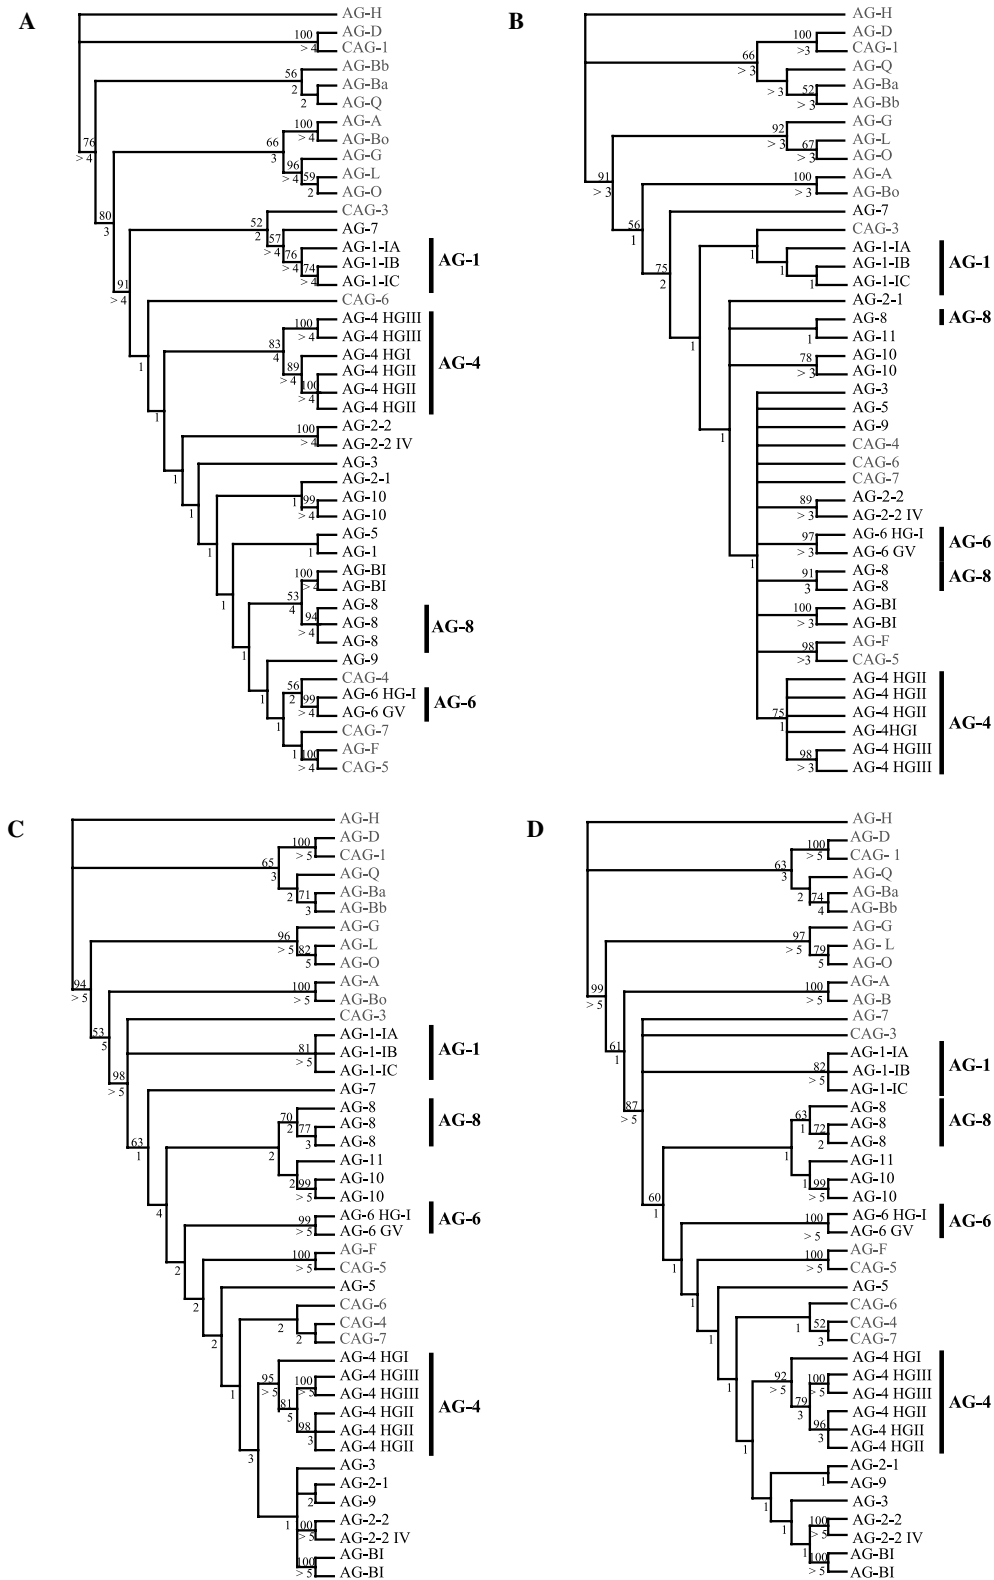 A
AG-H
AG-D
100
> 4
CAG-1
AG-Bb
56
2
AG-Ba
2
AG-Q
AG-A
100
> 4
AG-Bo
66
3
AG-G
96
> 4
AG-L
59
2
AG-O
76
> 4
80
3
CAG-3
52
2
AG-7
57
> 4
AG-1-IA
76
> 4
AG-1-IB
74
> 4
AG-1-IC
AG-1
91
> 4
CAG-6
1
AG-4 HGIII
100
> 4
AG-4 HGIII
83
4
AG-4 HGI
89
> 4
AG-4 HGII
100
> 4
AG-4 HGII
AG-4 HGII
AG-4
1
AG-2-2
100
> 4
AG-2-2 IV
1
AG-3
1
AG-2-1
1
AG-10
99
> 4
AG-10
1
AG-5
1
AG-1
1
AG-BI
100
> 4
AG-BI
53
4
AG-8
94
> 4
AG-8
AG-8
AG-8
1
AG-9
1
CAG-4
56
2
AG-6 HG-I
99
> 4
AG-6 GV
AG-6
1
CAG-7
1
AG-F
100
> 4
CAG-5
B
AG-H
AG-D
100
>3
CAG-1
66
> 3
AG-Q
> 3
AG-Ba
52
> 3
AG-Bb
AG-G
92
> 3
AG-L
67
> 3
AG-O
91
> 3
AG-A
100
> 3
AG-Bo
56
1
AG-7
75
2
CAG-3
1
AG-1-IA
1
AG-1-IB
1
AG-1-IC
AG-1
1
AG-2-1
AG-8
AG-8
1
AG-11
AG-10
78
> 3
AG-10
1
AG-3
AG-5
AG-9
CAG-4
CAG-6
CAG-7
AG-2-2
89
> 3
AG-2-2 IV
AG-6 HG-I
97
> 3
AG-6 GV
AG-6
1
AG-8
91
3
AG-8
AG-8
AG-BI
100
> 3
AG-BI
AG-F
98
>3
CAG-5
AG-4 HGII
AG-4 HGII
75
1
AG-4 HGII
AG-4HGI
AG-4 HGIII
98
> 3
AG-4 HGIII
AG-4
C
AG-H
AG-D
100
> 5
CAG-1
65
3
AG-Q
2
AG-Ba
71
3
AG-Bb
AG-G
96
> 5
AG-L
82
5
AG-O
94
> 5
AG-A
100
> 5
AG-Bo
53
5
CAG-3
AG-1-IA
81
> 5
AG-1-IB
AG-1-IC
AG-1
98
> 5
AG-7
63
1
AG-8
70
2
AG-8
77
3
AG-8
AG-8
2
AG-11
2
AG-10
99
> 5
AG-10
4
AG-6 HG-I
99
> 5
AG-6 GV
AG-6
2
AG-F
100
> 5
CAG-5
2
AG-5
2
CAG-6
2
CAG-4
2
CAG-7
1
AG-4 HGI
95
> 5
AG-4 HGIII
100
> 5
AG-4 HGIII
81
5
AG-4 HGII
98
3
AG-4 HGII
AG-4 HGII
AG-4
3
AG-3
AG-2-1
2
AG-9
1
AG-2-2
100
> 5
AG-2-2 IV
AG-BI
100
> 5
AG-BI
D
AG-H
AG-D
100
> 5
CAG- 1
63
3
AG-Q
2
AG-Ba
74
4
AG-Bb
AG-G
97
> 5
AG- L
79
5
AG-O
99
> 5
AG-A
100
> 5
AG-B
61
1
AG-7
CAG-3
AG-1-IA
82
> 5
AG-1-IB
AG-1-IC
AG-1
87
> 5
AG-8
63
1
AG-8
72
2
AG-8
AG-8
1
AG-11
1
AG-10
99
> 5
AG-10
60
1
AG-6 HG-I
100
> 5
AG-6 GV
AG-6
1
AG-F
100
> 5
CAG-5
1
AG-5
1
CAG-6
1
CAG-4
52
3
CAG-7
1
AG-4 HGI
92
> 5
AG-4 HGIII
100
> 5
AG-4 HGIII
79
3
AG-4 HGII
96
3
AG-4 HGII
AG-4 HGII
AG-4
1
AG-2-1
1
AG-9
1
AG-3
1
AG-2-2
100
> 5
AG-2-2 IV
1
AG-BI
100
> 5
AG-BI